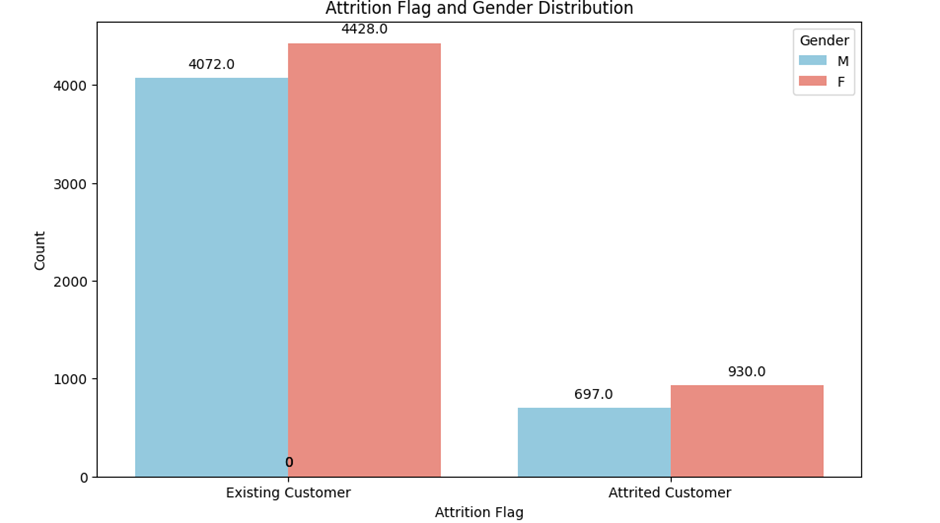 Attrition Flag and Gender Distribution
4428.0
4072.0
Gender
M
F
4000
3000
2000
1000
0
Count
930.0
697.0
0
Existing Customer
Attrited Customer
Attrition Flag